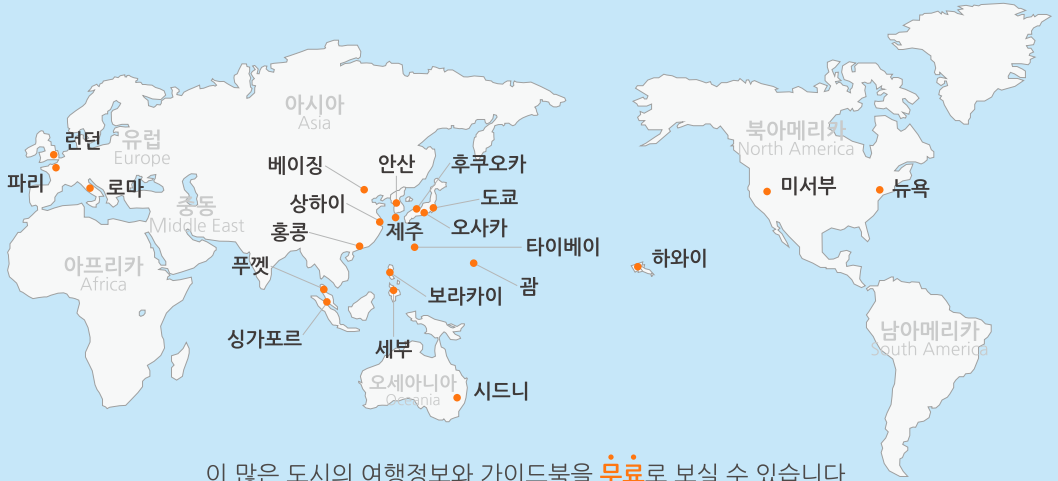 아시아
Asia
유럽
Europe
중동
Middle East
아프리카
Africa
북아메리카
North America
남아메리카
South America
오세아니아
Oceania
런던
파리
로마
베이징
안산
후쿠오카
상하이
도쿄
홍콩
제주
오사카
타이베이
푸껫
보라카이
괌
싱가포르
세부
시드니
하와이
미서부
뉴욕
이 많은 도시의 여행정보와 가이드북을 무료로 보실 수 있습니다